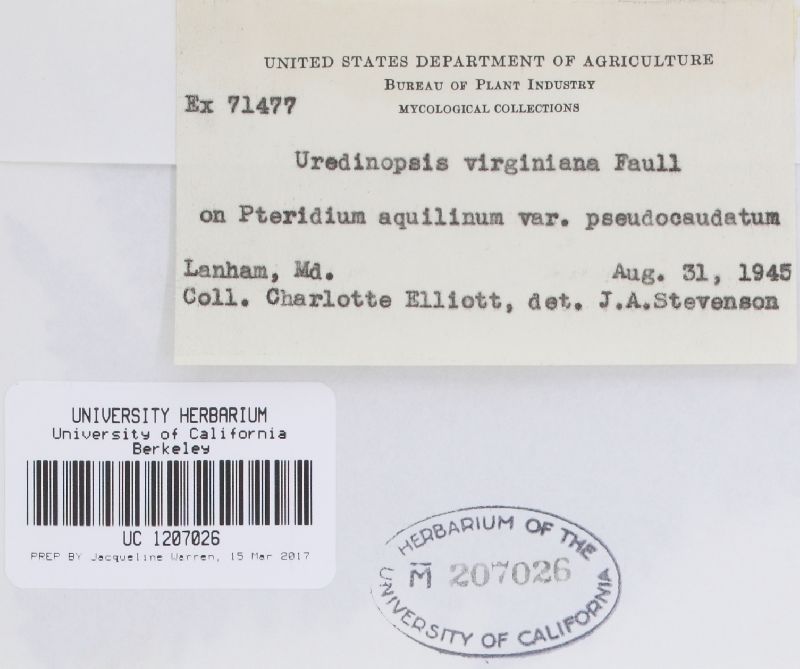 UNITED STATES DEPARTMENT OF AGRICULTURE
BUREAU OF PLANT INDUSTRY
Ex 71477
MYCOLOGICAL COLLECTIONS
Uredinopsis virginiana Faull
on Pteridium aquilinum var. pseudocaudatum
Lanham, Md. Aug. 31, 1945
Coll. Charlotte Elliott, det. J.A.Stevenson
UNIVERSITY HERBARIUM
University of California
Berkeley
UC 1207026
PREP BY Jacqueline Warren, 15 Mar 2017
HERBARIUM OF THE
M̅ 207026
UNIVERSITY OF CALIFORNIA